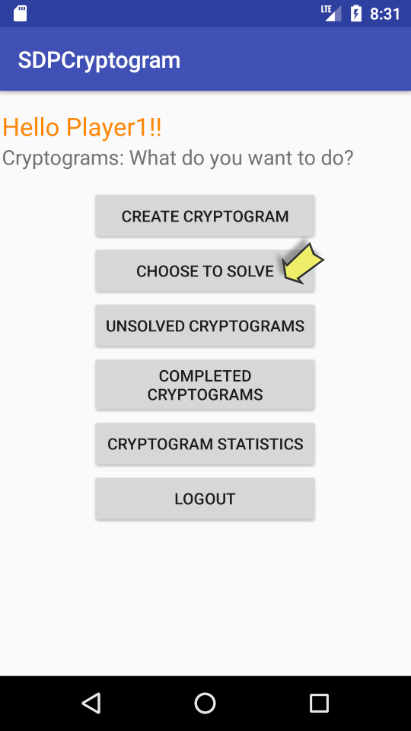 LTE 8:31
SDPCryptogram
Hello Player1!!
Cryptograms: What do you want to do?
CREATE CRYPTOGRAM
CHOOSE TO SOLVE
UNSOLVED CRYPTOGRAMS
COMPLETED
CRYPTOGRAMS
CRYPTOGRAM STATISTICS
LOGOUT